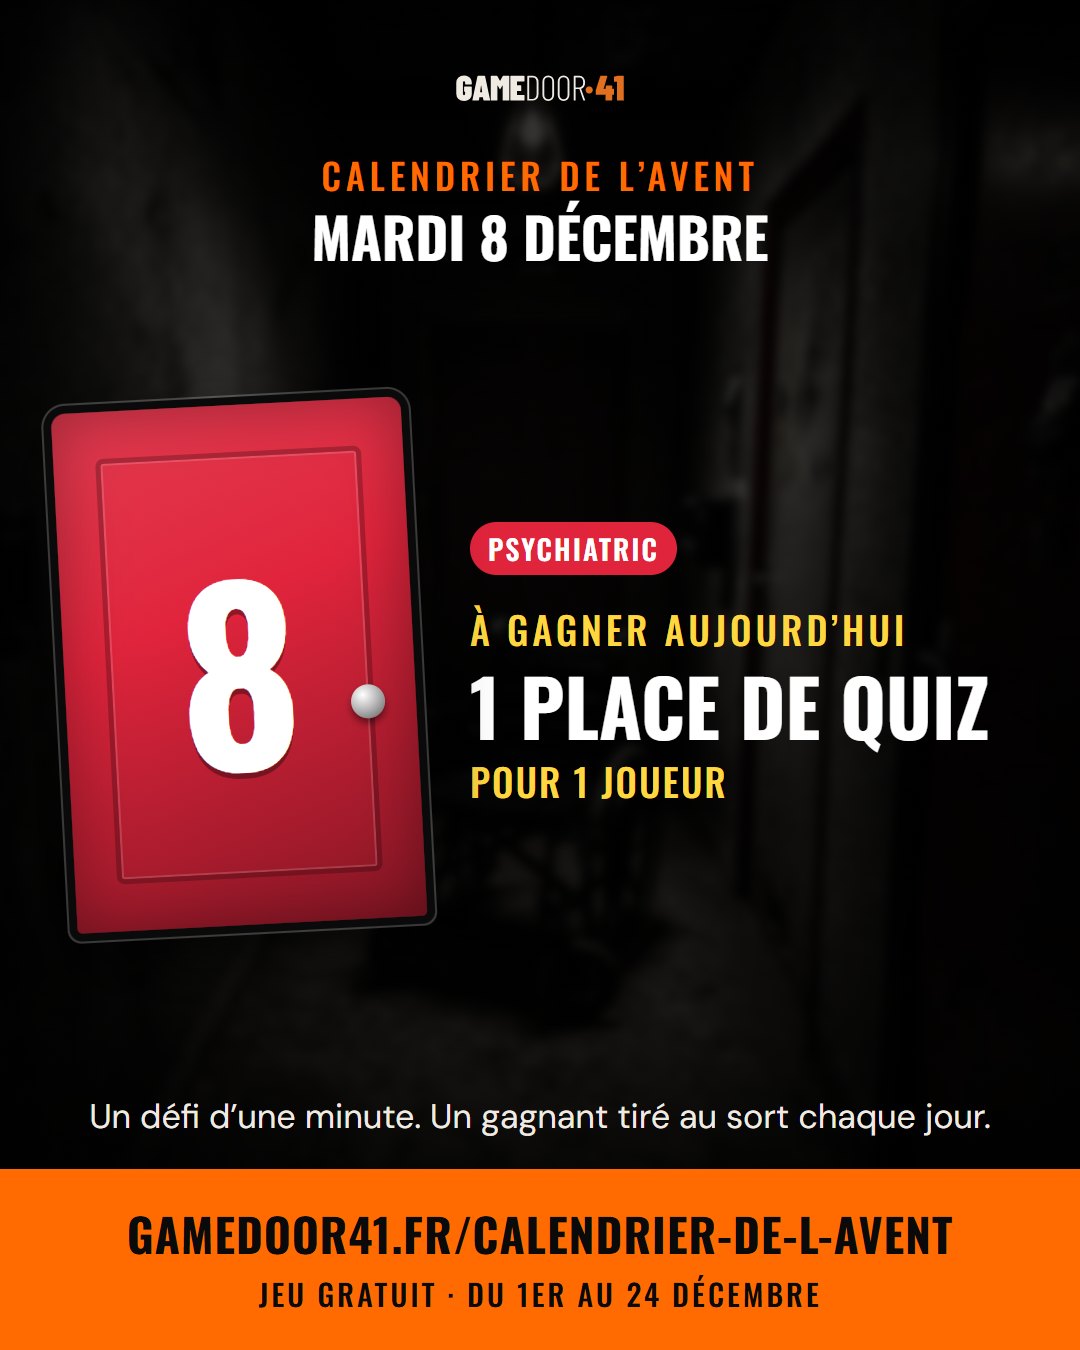 GAMEDOOR·41
CALENDRIER DE L’AVENT
MARDI 8 DÉCEMBRE
8
PSYCHIATRIC
À GAGNER AUJOURD’HUI
1 PLACE DE QUIZ
POUR 1 JOUEUR
Un défi d’une minute. Un gagnant tiré au sort chaque jour.
GAMEDOOR41.FR/CALENDRIER-DE-L-AVENT
JEU GRATUIT · DU 1ER AU 24 DÉCEMBRE